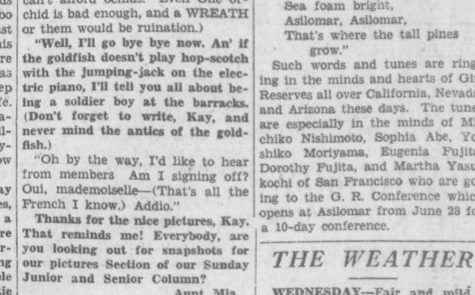 chid is bad enough, and a WREATH
or them would be ruination.)
"Well, I'll go bye bye now. An' if
the goldfish doesn't play hop-scotch
with the jumping-jack on the elec-
tric piano, I'll tell you all about be-
ing a soldier boy at the barracks.
(Don't forget to write, Kay, and
never mind the antics of the gold-
fish.)
"Oh by the way, I'd like to hear
from members Am I signing off?
Oui, mademoiselle—(That's all the
French I know.) Addio."
Thanks for the nice pictures, Kay.
That reminds me! Everybody, are
you looking out for snapshots for
our pictures Section of our Sunday
Junior and Senior Column?
Aunt Mia
Sea foam bright,
Asilomar, Asilomar,
That's where the tall pines
grow."
Such words and tunes are ring
ing in the minds and hearts of Gi
Reserves all over California, Nevada
and Arizona these days. The tune
are especially in the minds of Mi
chiko Nishimoto, Sophia Abe, Yo
shiko Moriyama, Eugenia Fujita
Dorothy Fujita, and Martha Yasu
kochi of San Francisco who are go
ing to the G. R. Conference which
opens at Asilomar from June 28 f
a 10-day conference.
THE WEATHER
WEDNESDAY—Fair and mild